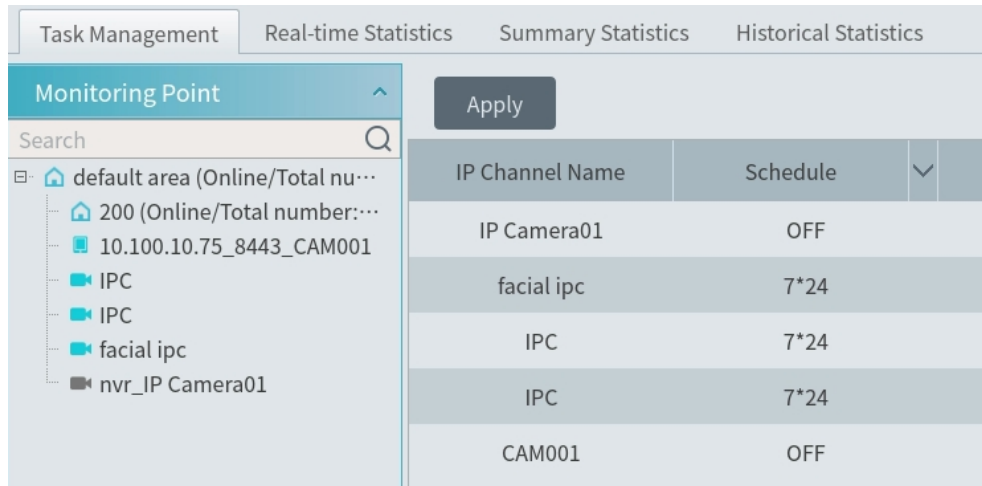 Task Management Real-time Statistics Summary Statistics Historical Statistics
Monitoring Point
Apply
Search
default area (Online/Total nu···
200 (Online/Total number:···
10.100.10.75_8443_CAM001
IPC
IPC
facial ipc
nvr_IP Camera01
IP Channel Name Schedule
IP Camera01 OFF
facial ipc 7*24
IPC 7*24
IPC 7*24
CAM001 OFF